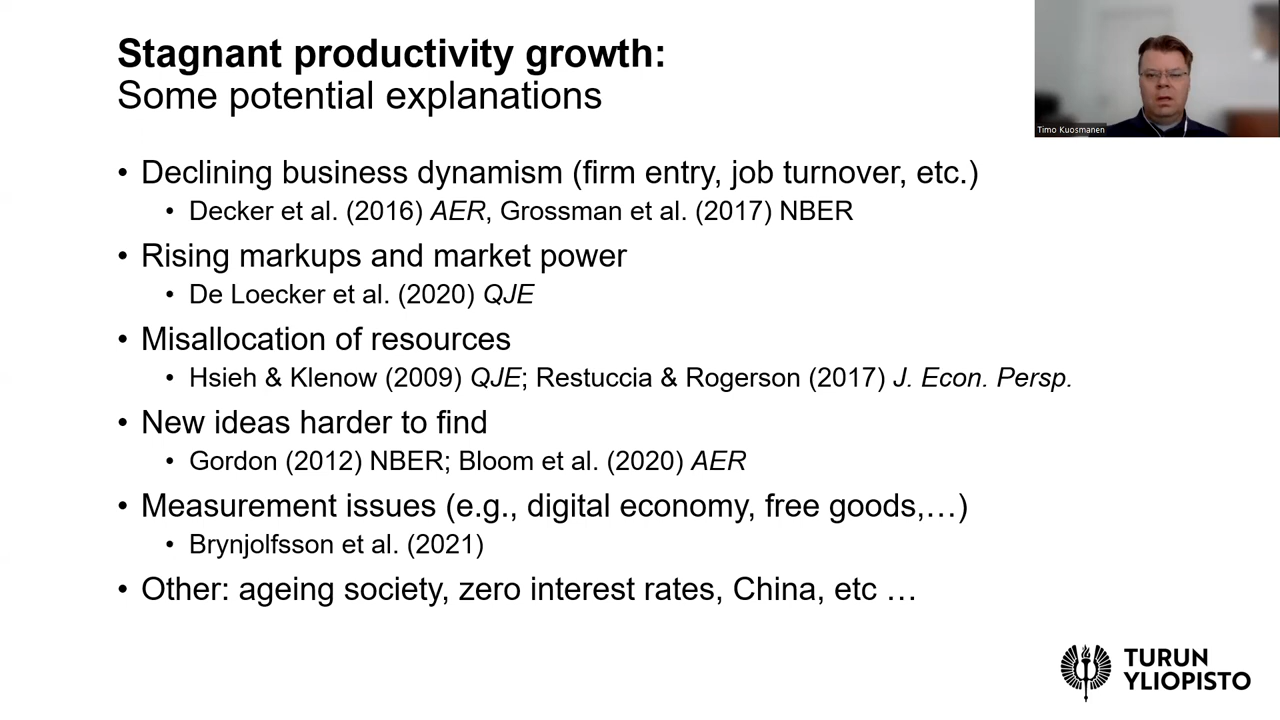 Stagnant productivity growth:
Some potential explanations
Timo Kuosmanen
• Declining business dynamism (firm entry, job turnover, etc.)
• Decker et al. (2016) AER, Grossman et al. (2017) NBER
• Rising markups and market power
• De Loecker et al. (2020) QJE
• Misallocation of resources
• Hsieh & Klenow (2009) QJE; Restuccia & Rogerson (2017) J. Econ. Persp.
• New ideas harder to find
• Gordon (2012) NBER; Bloom et al. (2020) AER
• Measurement issues (e.g., digital economy, free goods,…)
• Brynjolfsson et al. (2021)
• Other: ageing society, zero interest rates, China, etc …
TURUN
YLIOPISTO